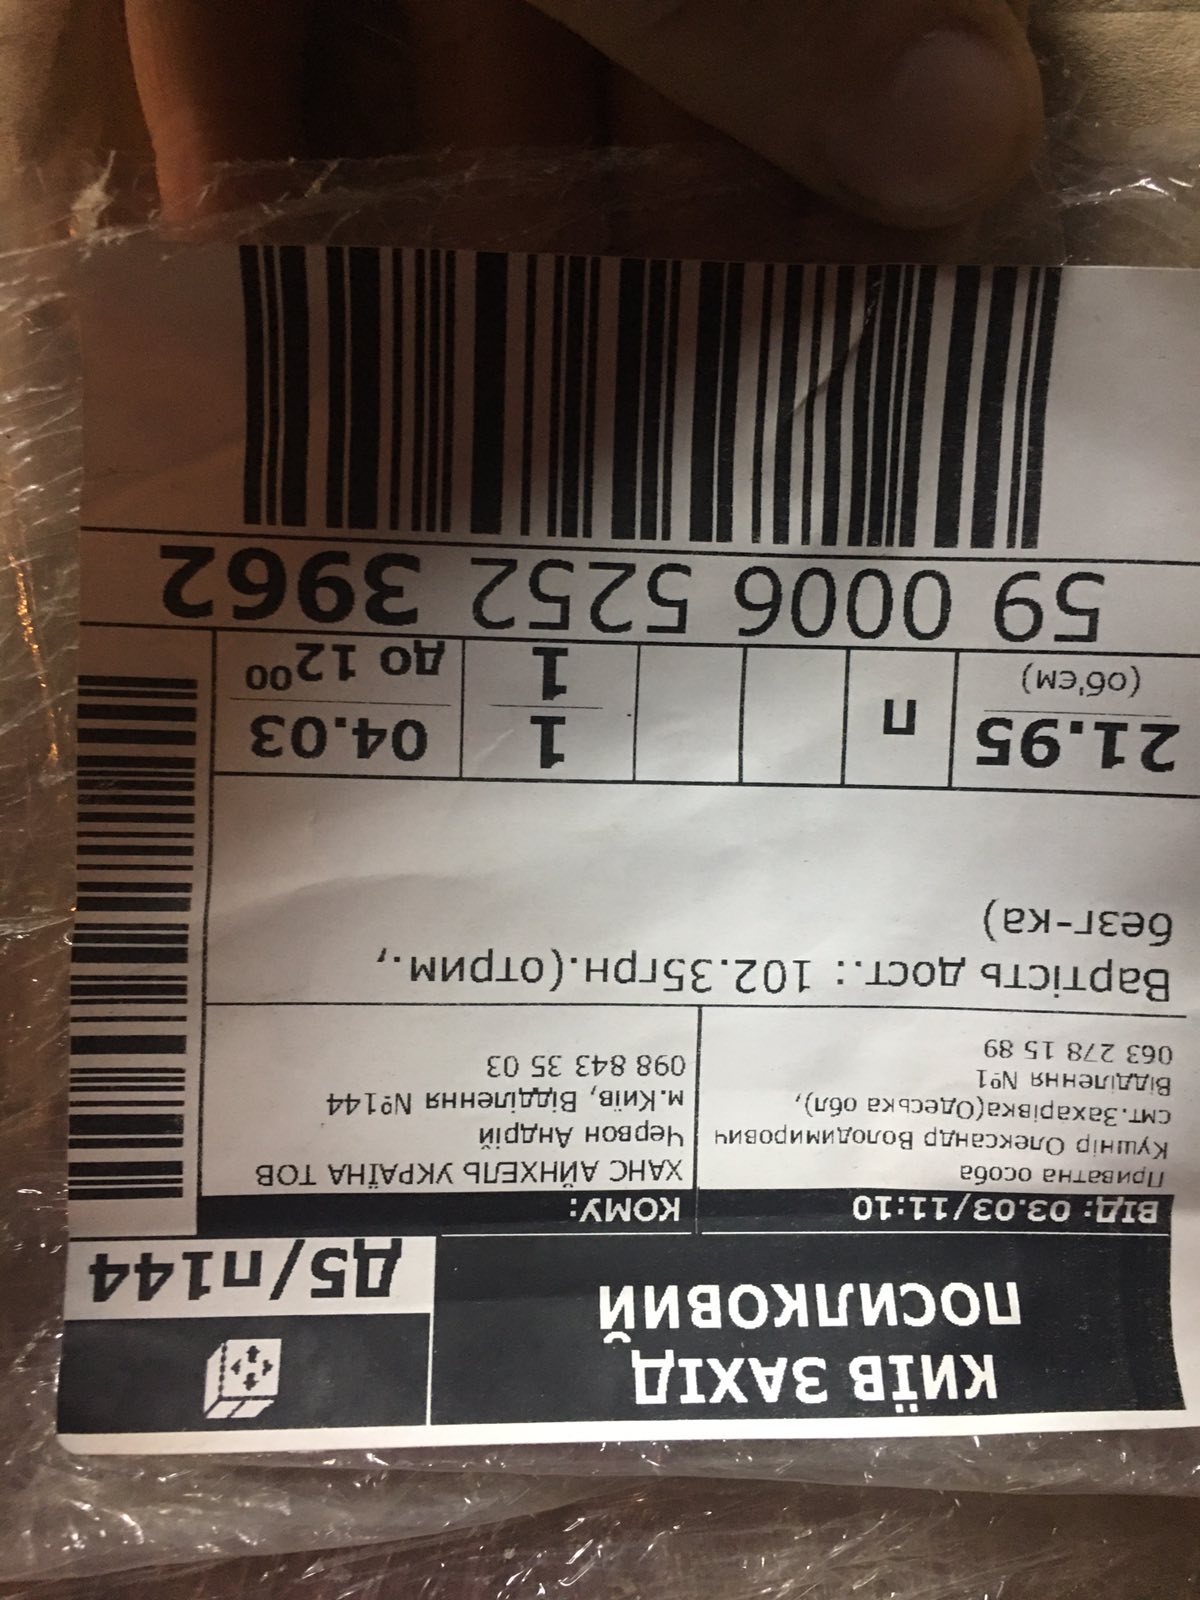 КИЇВ ЗАХІД
ПОСИЛКОВИЙ
Д5/п144
ВІД: 03.03/11:10
Приватна особа
Кушнір Олександр Володимирович
смт.Захарівка(Одеська обл),
Відділення №1
063 278 15 89
КОМУ:
ХАНС АЙНХЕЛЬ УКРАЇНА ТОВ
Червон Андрій
м.Київ, Відділення №144
098 843 35 03
Вартість дост.: 102.35грн.(отрим.,
безг-ка)
21.95
(об'єм)
п
1
1
04.03
до 1200
59 0006 5252 3962